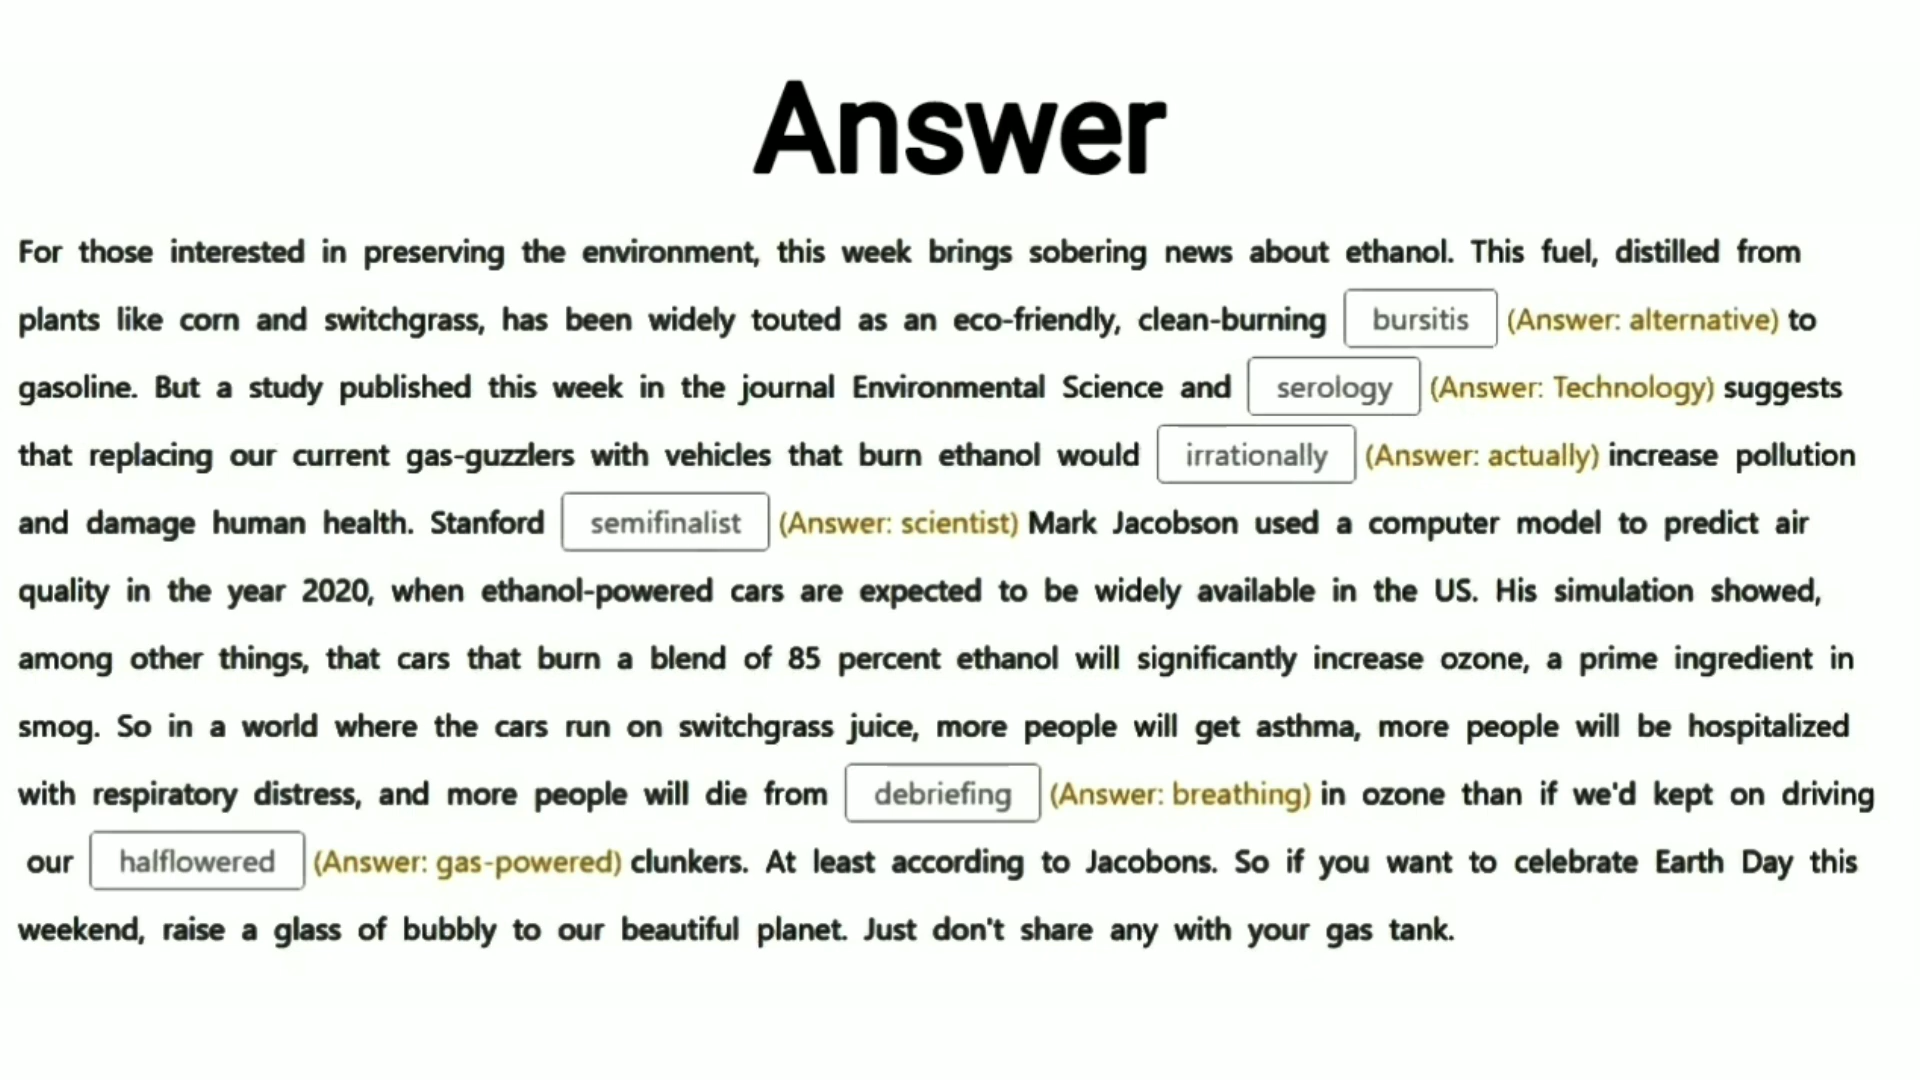 Answer
For those interested in preserving the environment, this week brings sobering news about ethanol. This fuel, distilled from
plants like corn and switchgrass, has been widely touted as an eco-friendly, clean-burning bursitis (Answer: alternative) to
gasoline. But a study published this week in the journal Environmental Science and serology (Answer: Technology) suggests
that replacing our current gas-guzzlers with vehicles that burn ethanol would irrationally (Answer: actually) increase pollution
and damage human health. Stanford semifinalist (Answer: scientist) Mark Jacobson used a computer model to predict air
quality in the year 2020, when ethanol-powered cars are expected to be widely available in the US. His simulation showed,
among other things, that cars that burn a blend of 85 percent ethanol will significantly increase ozone, a prime ingredient in
smog. So in a world where the cars run on switchgrass juice, more people will get asthma, more people will be hospitalized
with respiratory distress, and more people will die from debriefing (Answer: breathing) in ozone than if we'd kept on driving
our halflowered (Answer: gas-powered) clunkers. At least according to Jacobons. So if you want to celebrate Earth Day this
weekend, raise a glass of bubbly to our beautiful planet. Just don't share any with your gas tank.